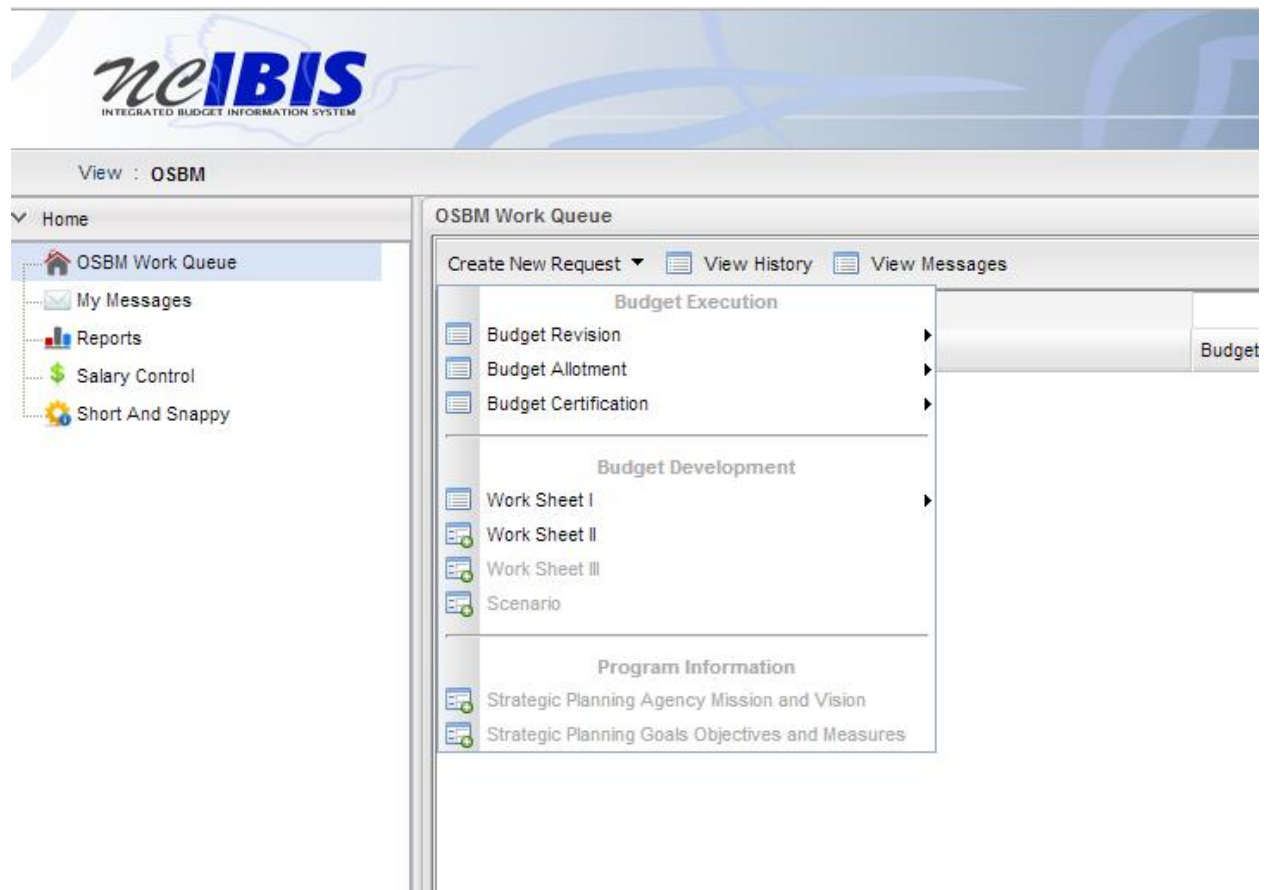 ncIBIS
INTEGRATED BUDGET INFORMATION SYSTEM
View : OSBM
Home
OSBM Work Queue
My Messages
Reports
Salary Control
Short And Snappy
OSBM Work Queue
Create New Request View History View Messages
Budget Execution
Budget Revision
Budget Allotment
Budget Certification
Budget Development
Work Sheet I
Work Sheet II
Work Sheet III
Scenario
Program Information
Strategic Planning Agency Mission and Vision
Strategic Planning Goals Objectives and Measures
Budget